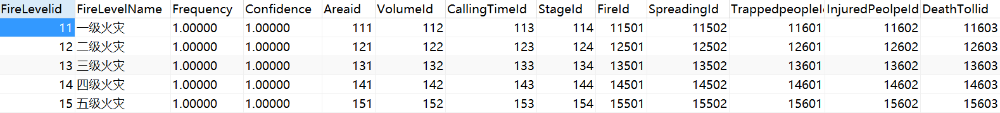 FireLevelid FireLevelName Frequency Confidence Areaid VolumeId CallingTimeId StageId FireId SpreadingId TrappedpeopleI InjuredPeolpeId DeathTollid
11 一级火灾 1.00000 1.00000 111 112 113 114 11501 11502 11601 11602 11603
12 二级火灾 1.00000 1.00000 121 122 123 124 12501 12502 12601 12602 12603
13 三级火灾 1.00000 1.00000 131 132 133 134 13501 13502 13601 13602 13603
14 四级火灾 1.00000 1.00000 141 142 143 144 14501 14502 14601 14602 14603
15 五级火灾 1.00000 1.00000 151 152 153 154 15501 15502 15601 15602 15603